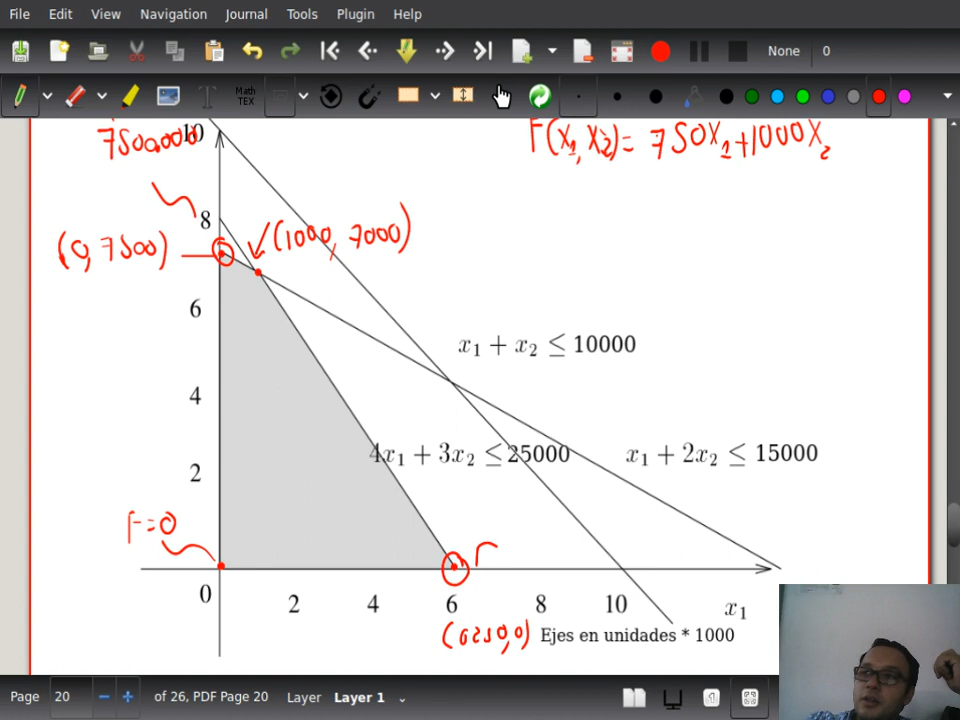 File Edit View Navigation Journal Tools Plugin Help
None 0
T Math TEX
7500,000 10
F(x1, x2) = 750x2+1000x2
8
(0, 7500)
(1000, 7000)
6
x1 + x2 ≤ 10000
4
4x1 + 3x2 ≤ 25000
x1 + 2x2 ≤ 15000
2
F=0
0 2 4 6 8 10 x1
(6250,0) Ejes en unidades * 1000
Page 20 of 26, PDF Page 20 Layer Layer 1